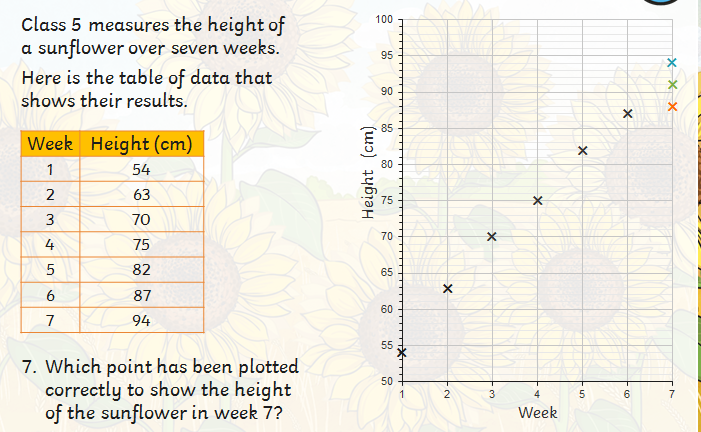 Class 5 measures the height of
a sunflower over seven weeks.
Here is the table of data that
shows their results.
Week Height (cm)
1 54
2 63
3 70
4 75
5 82
6 87
7 94
7. Which point has been plotted
correctly to show the height
of the sunflower in week 7?
Height (cm)
100
95
90
85
80
75
70
65
60
55
50
1 2 3 4 5 6 7
Week